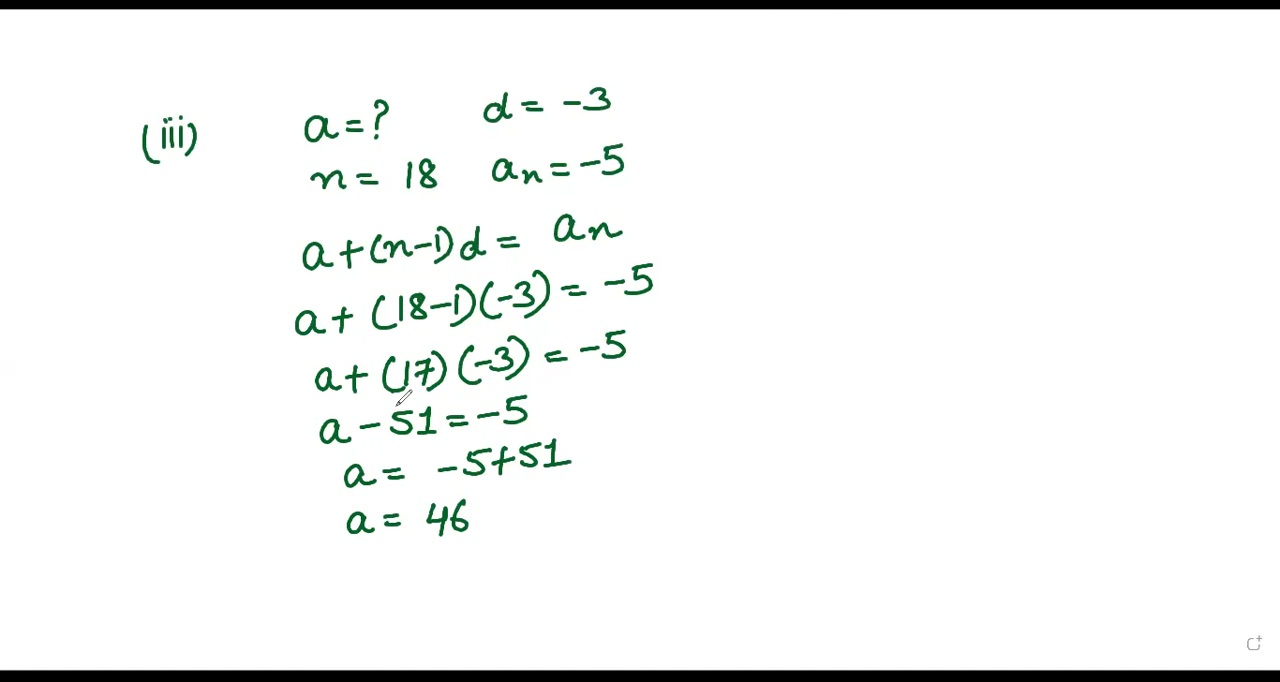 (iii) a = ? d = -3
n = 18 an = -5
a + (n-1) d = an
a + (18-1)(-3) = -5
a + (17) (-3) = -5
a - 51 = -5
a = -5+51
a = 46